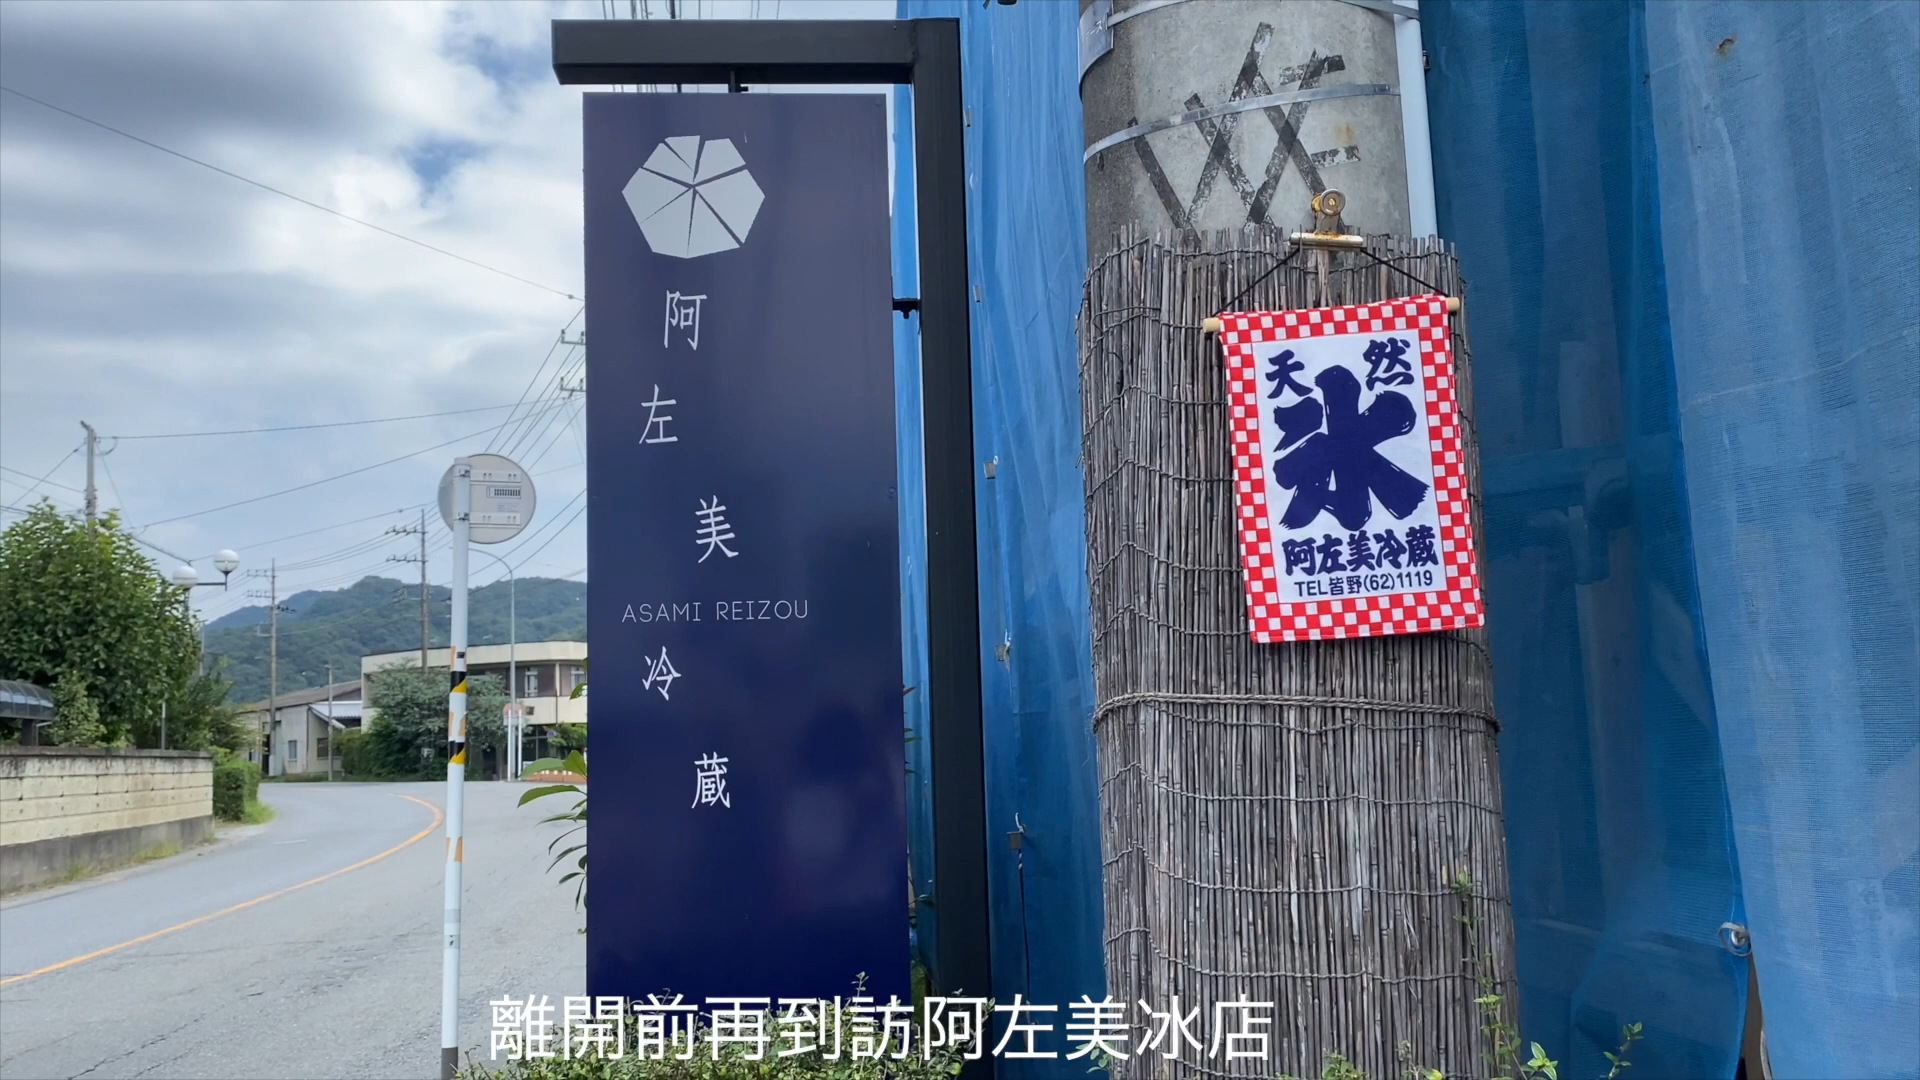 阿左美
ASAMI REIZOU
冷蔵
天然
氷
阿左美冷蔵
TEL皆野(62)1119
離開前再到訪阿左美冰店